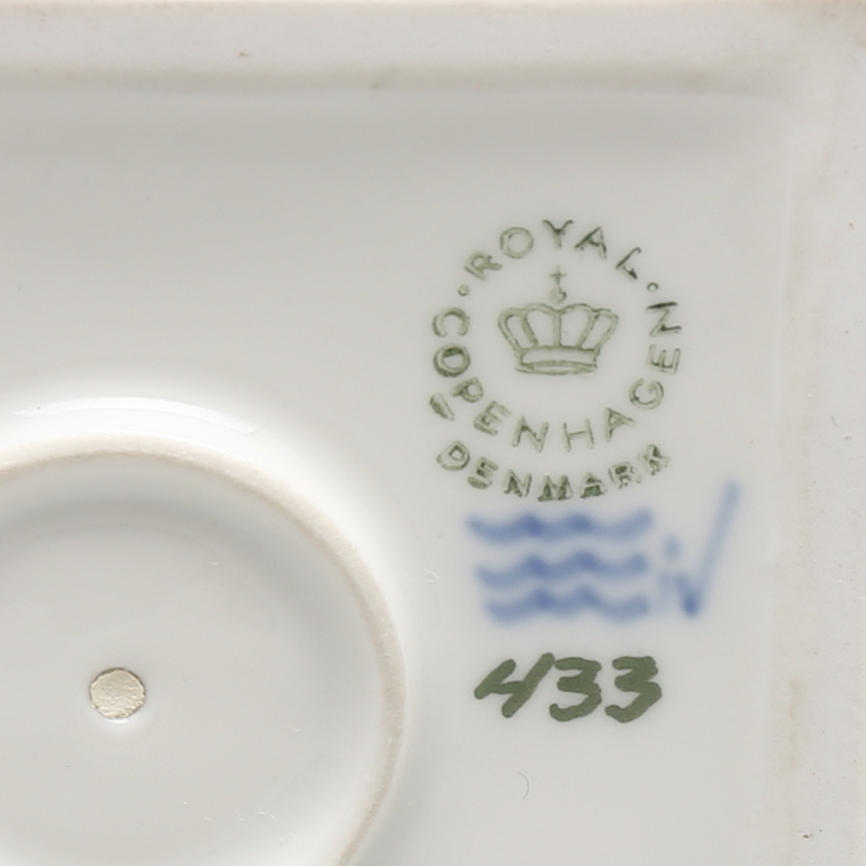 ROYAL
COPENHAGEN
DENMARK
433